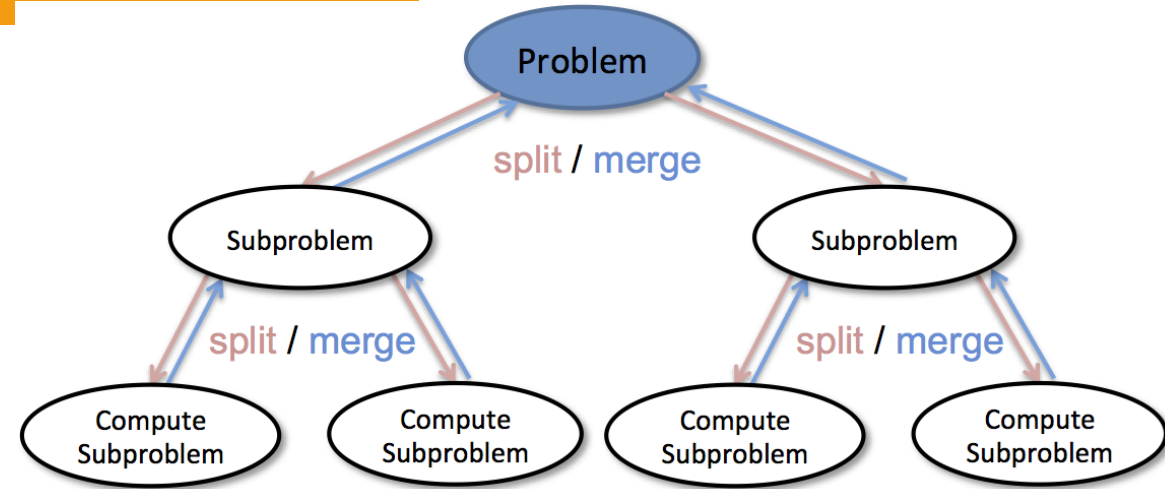 Problem
split / merge
Subproblem
Subproblem
split / merge
split / merge
Compute
Subproblem
Compute
Subproblem
Compute
Subproblem
Compute
Subproblem